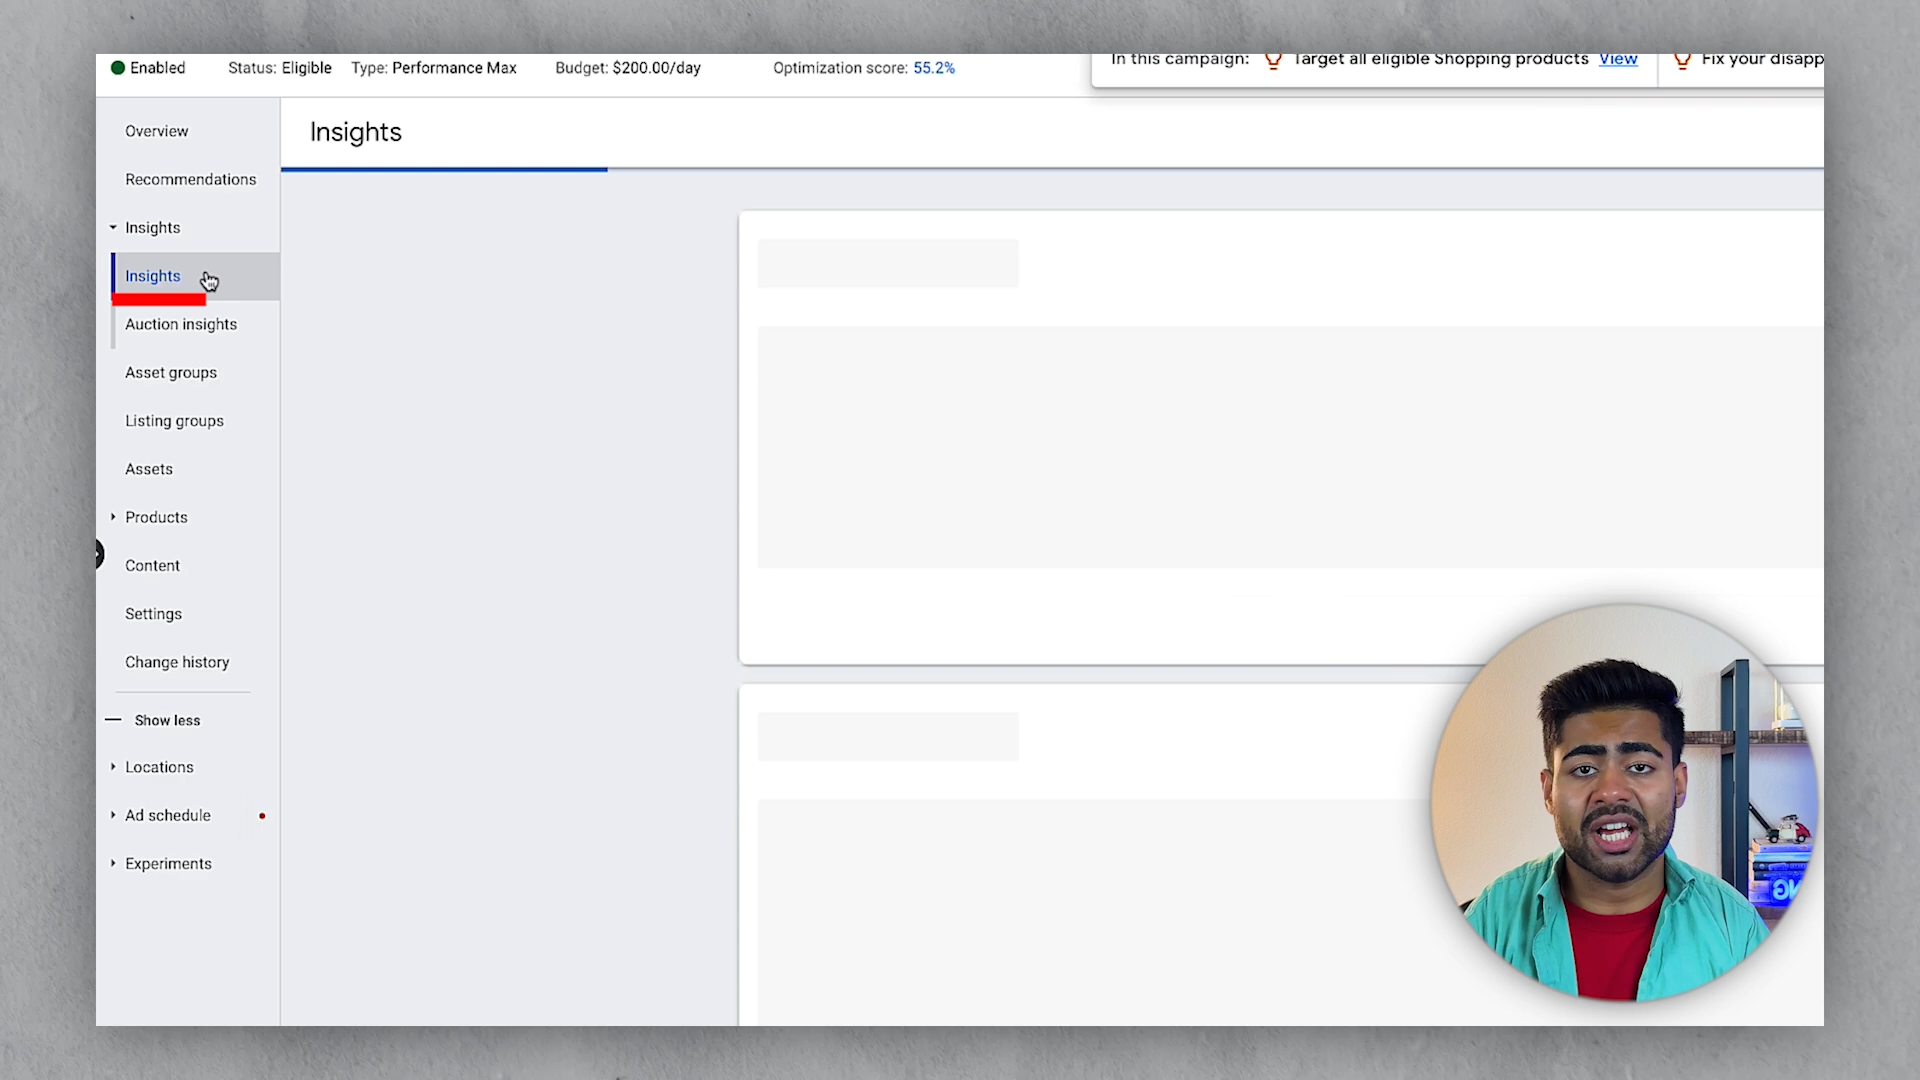 Enabled Status: Eligible Type: Performance Max Budget: $200.00/day Optimization score: 55.2%
In this campaign: Target all eligible Shopping products View Fix your disapp
Overview
Insights
Recommendations
Insights
Insights
Auction insights
Asset groups
Listing groups
Assets
Products
Content
Settings
Change history
Show less
Locations
Ad schedule
Experiments